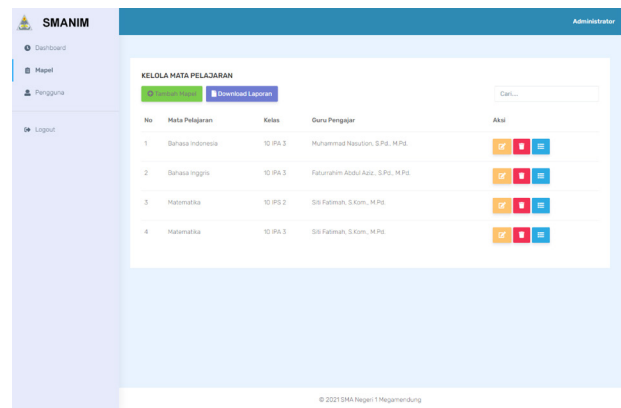 SMANIM
Administrator
Dashboard
Mapel
Pengguna
Logout
KELOLA MATA PELAJARAN
Tambah Mapel Download Laporan Cari...
No Mata Pelajaran Kelas Guru Pengajar Aksi
1 Bahasa Indonesia 10 IPA 3 Muhammad Nasution, S.Pd., M.Pd.
2 Bahasa Inggris 10 IPA 3 Faturrahim Abdul Aziz., S.Pd., M.Pd.
3 Matematika 10 IPS 2 Siti Fatimah, S.Kom., M.Pd.
4 Matematika 10 IPA 3 Siti Fatimah, S.Kom., M.Pd.
© 2021 SMA Negeri 1 Megamendung